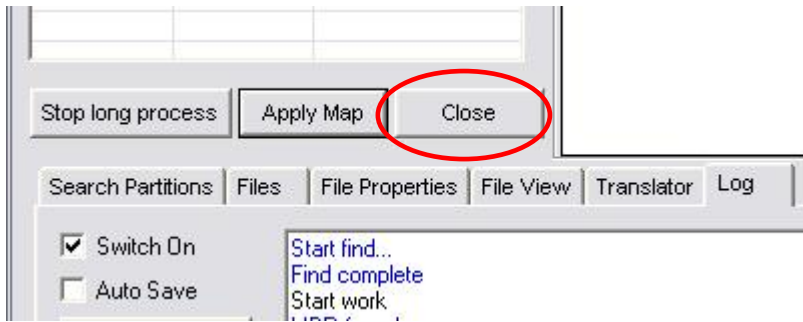 Stop long process Apply Map Close
Search Partitions Files File Properties File View Translator Log
Switch On
Auto Save
Start find...
Find complete
Start work